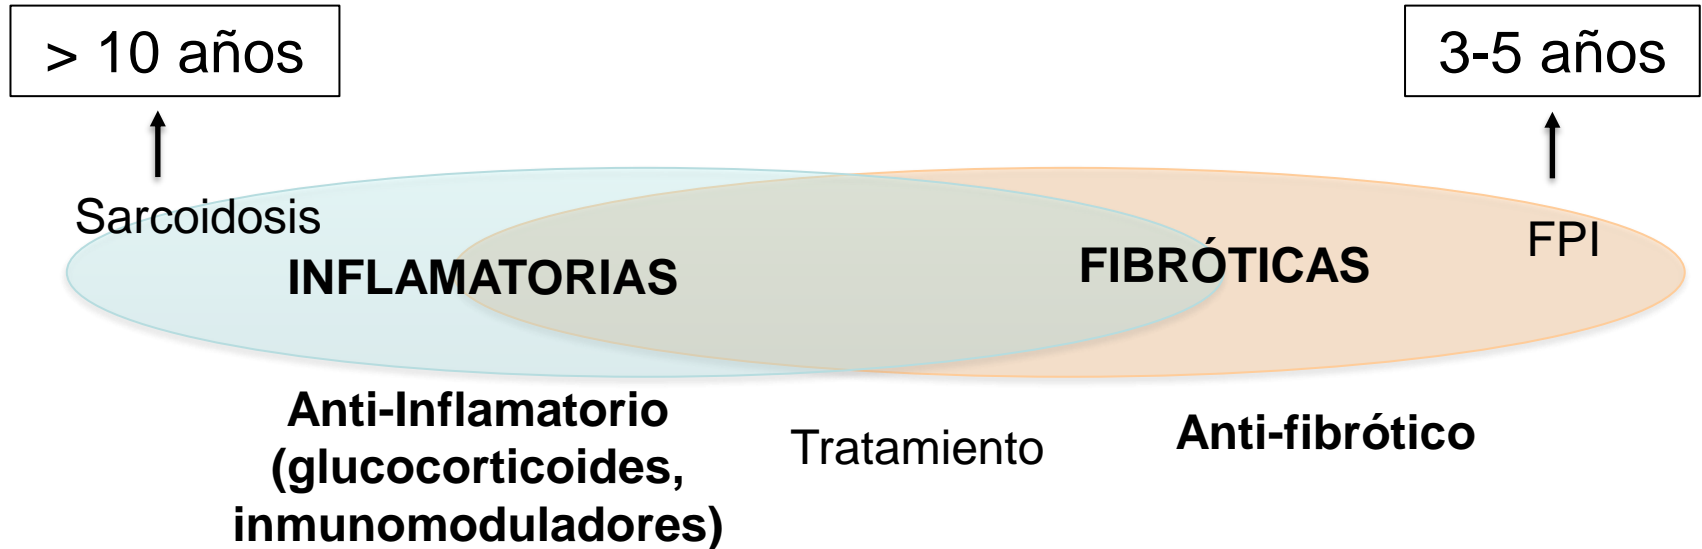 > 10 años
3-5 años
Sarcoidosis
FPI
INFLAMATORIAS
FIBRÓTICAS
Anti-Inflamatorio
(glucocorticoides,
inmunomoduladores)
Tratamiento
Anti-fibrótico